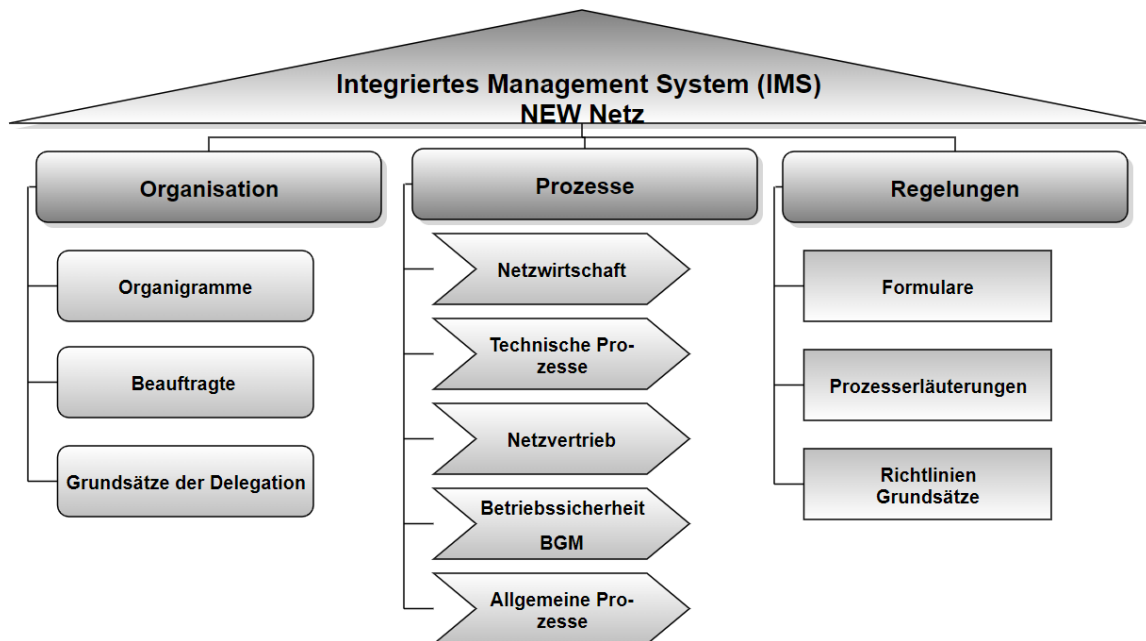 Integriertes Management System (IMS)
NEW Netz
Organisation
Organigramme
Beauftragte
Grundsätze der Delegation
Prozesse
Netzwirtschaft
Technische Pro-
zesse
Netzvertrieb
Betriebssicherheit
BGM
Allgemeine Pro-
zesse
Regelungen
Formulare
Prozesserläuterungen
Richtlinien
Grundsätze